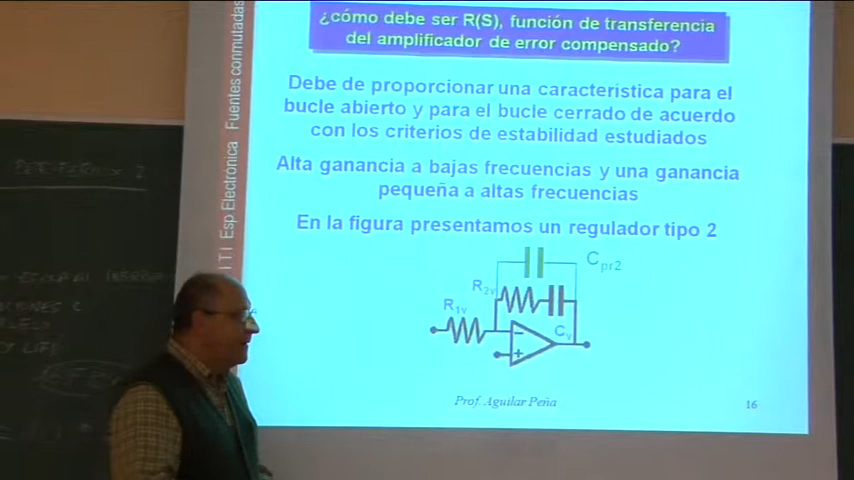 ¿cómo debe ser R(S), función de transferencia
del amplificador de error compensado?
Debe de proporcionar una característica para el
bucle abierto y para el bucle cerrado de acuerdo
con los criterios de estabilidad estudiados
Alta ganancia a bajas frecuencias y una ganancia
pequeña a altas frecuencias
En la figura presentamos un regulador tipo 2
Cpr2
R2v
R1v
Cv
Prof. Aguilar Peña
16
ITI Esp Electrónica Fuentes conmutadas